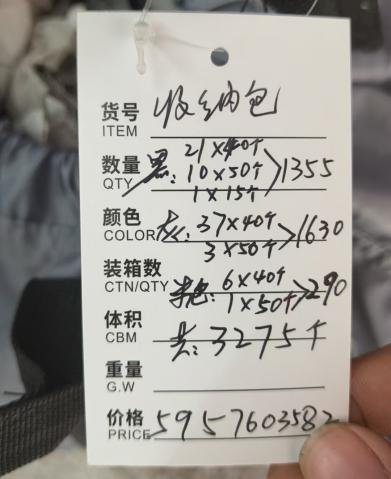 货号 收纳包
ITEM
21×40个
数量 黑: 10×50个 >1355
QTY 1×15个
颜色 灰: 37×40个 >1630
COLOR 3×50个
装箱数 米色: 6×40个 >290
CTN/QTY 1×50个
体积 共: 3275个
CBM
重量
G.W
价格 5957603582
PRICE